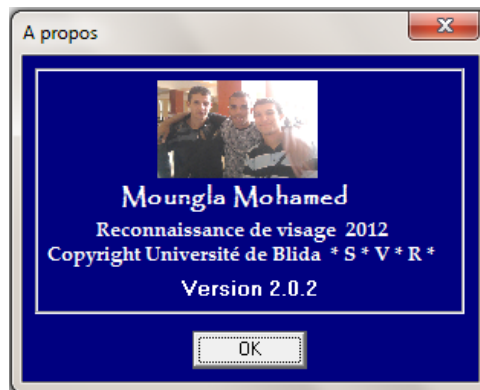 A propos
Moungla Mohamed
Reconnaissance de visage 2012
Copyright Université de Blida * S * V * R *
Version 2.0.2
OK